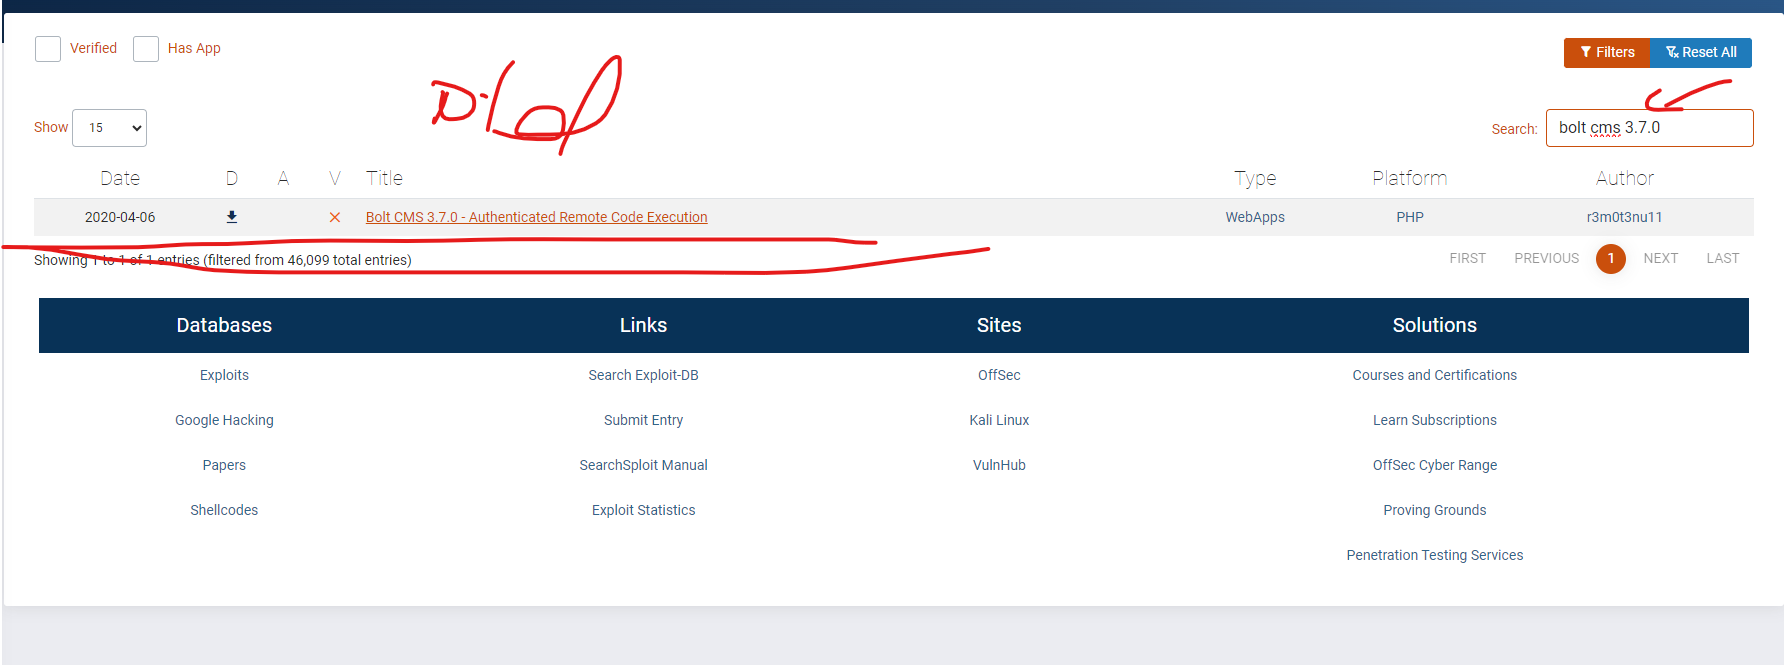 Verified Has App Filters Reset All
Show 15 Search: bolt cms 3.7.0
Date D A V Title Type Platform Author
2020-04-06 Bolt CMS 3.7.0 - Authenticated Remote Code Execution WebApps PHP r3m0t3nu11
Showing 1 to 1 of 1 entries (filtered from 46,099 total entries) FIRST PREVIOUS 1 NEXT LAST
Databases Links Sites Solutions
Exploits Search Exploit-DB OffSec Courses and Certifications
Google Hacking Submit Entry Kali Linux Learn Subscriptions
Papers SearchSploit Manual VulnHub OffSec Cyber Range
Shellcodes Exploit Statistics Proving Grounds
Penetration Testing Services